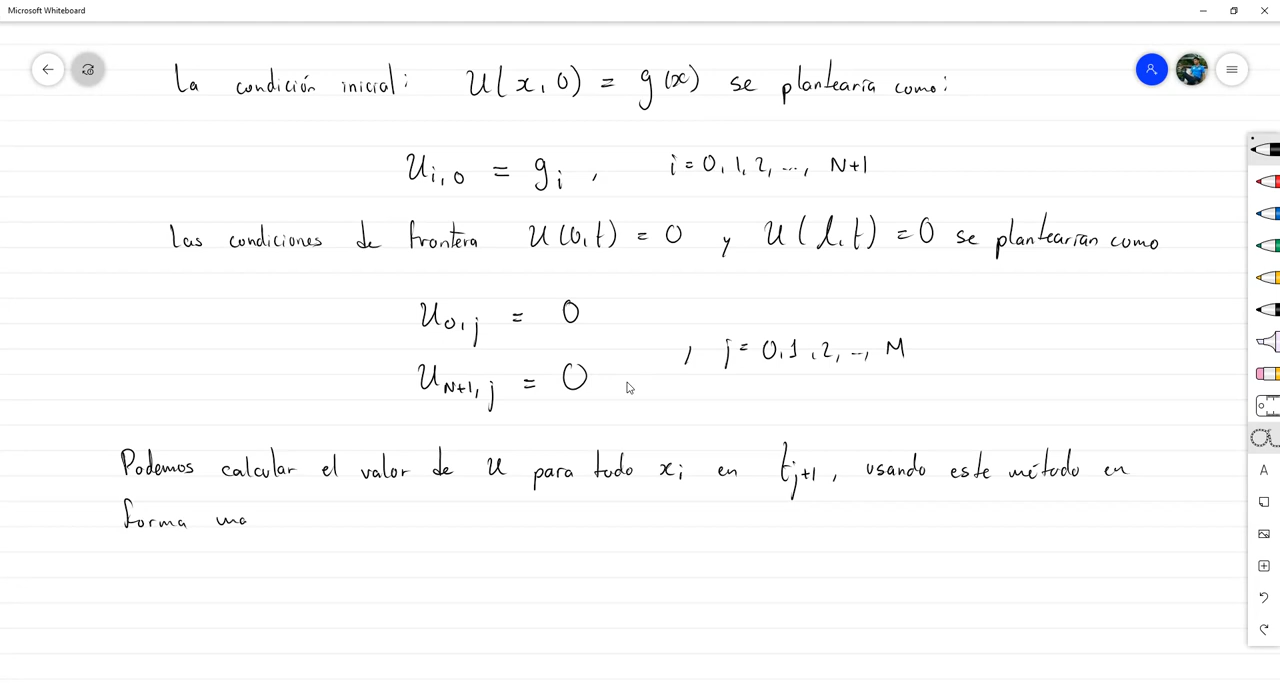 Microsoft Whiteboard
La condición inicial: u(x,0) = g(x) se plantearía como:
u_{i,0} = g_i , i = 0, 1, 2, ..., N+1
Las condiciones de frontera u(0,t) = 0 y u(l,t) = 0 se plantearían como
u_{0,j} = 0
, j = 0,1,2, ..., M
u_{N+1,j} = 0
Podemos calcular el valor de u para todo x_i en t_{j+1}, usando este método en
forma ma